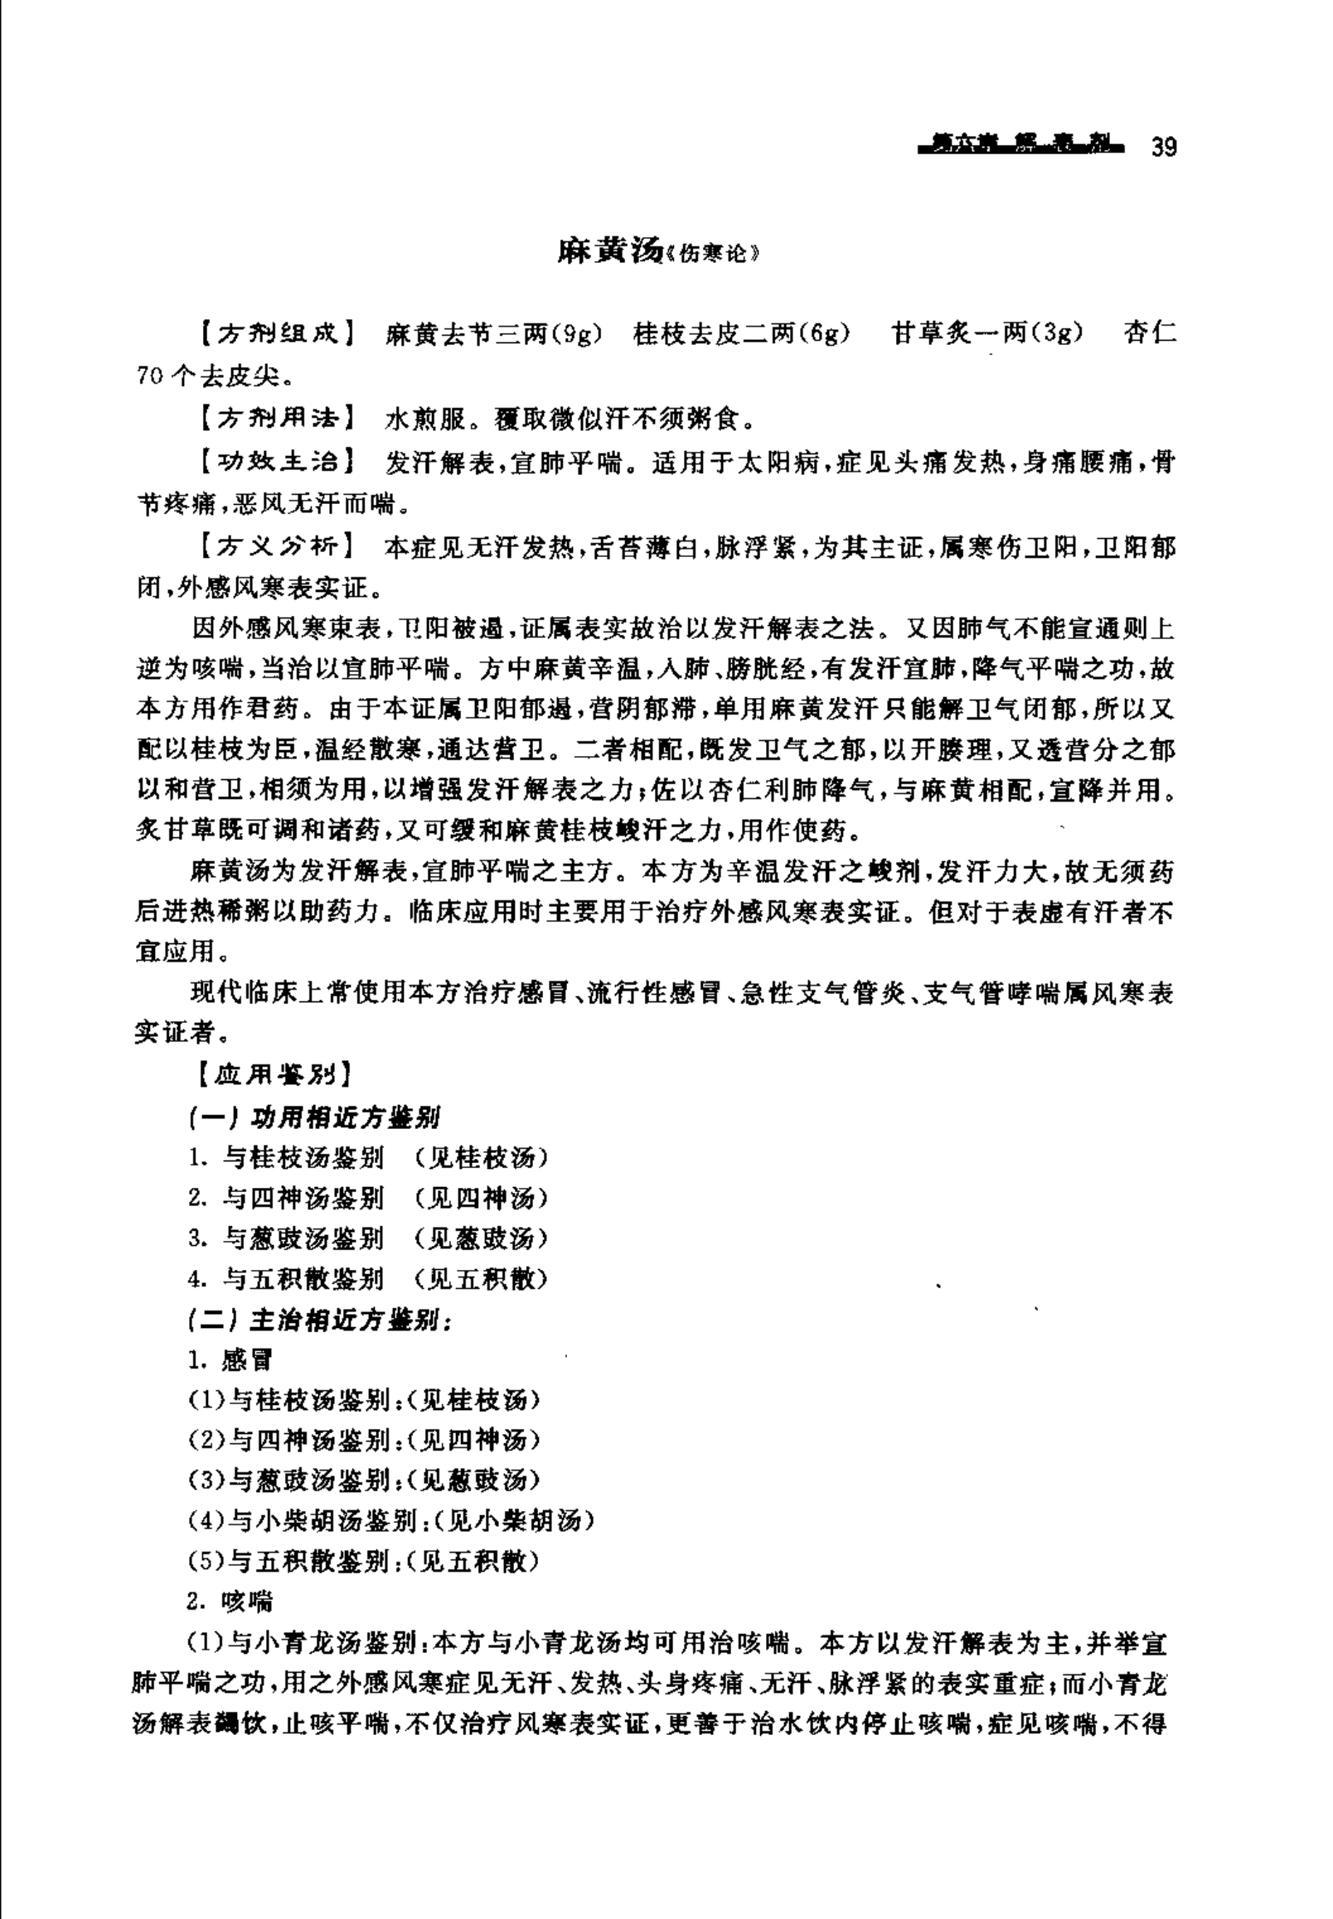 第六章 解表剂 39
麻黄汤《伤寒论》
【方剂组成】 麻黄去节三两(9g) 桂枝去皮二两(6g) 甘草炙一两(3g) 杏仁
70个去皮尖。
【方剂用法】 水煎服。覆取微似汗不须粥食。
【功效主治】 发汗解表,宣肺平喘。适用于太阳病,症见头痛发热,身痛腰痛,骨
节疼痛,恶风无汗而喘。
【方义分析】 本症见无汗发热,舌苔薄白,脉浮紧,为其主证,属寒伤卫阳,卫阳郁
闭,外感风寒表实证。
因外感风寒束表,卫阳被遏,证属表实故治以发汗解表之法。又因肺气不能宣通则上
逆为咳喘,当治以宣肺平喘。方中麻黄辛温,入肺、膀胱经,有发汗宣肺,降气平喘之功,故
本方用作君药。由于本证属卫阳郁遏,营阴郁滞,单用麻黄发汗只能解卫气闭郁,所以又
配以桂枝为臣,温经散寒,通达营卫。二者相配,既发卫气之郁,以开腠理,又透营分之郁
以和营卫,相须为用,以增强发汗解表之力;佐以杏仁利肺降气,与麻黄相配,宣降并用。
炙甘草既可调和诸药,又可缓和麻黄桂枝峻汗之力,用作使药。
麻黄汤为发汗解表,宣肺平喘之主方。本方为辛温发汗之峻剂,发汗力大,故无须药
后进热稀粥以助药力。临床应用时主要用于治疗外感风寒表实证。但对于表虚有汗者不
宜应用。
现代临床上常使用本方治疗感冒、流行性感冒、急性支气管炎、支气管哮喘属风寒表
实证者。
【应用鉴别】
(一)功用相近方鉴别
1. 与桂枝汤鉴别 (见桂枝汤)
2. 与四神汤鉴别 (见四神汤)
3. 与葱豉汤鉴别 (见葱豉汤)
4. 与五积散鉴别 (见五积散)
(二)主治相近方鉴别:
1. 感冒
(1)与桂枝汤鉴别:(见桂枝汤)
(2)与四神汤鉴别:(见四神汤)
(3)与葱豉汤鉴别:(见葱豉汤)
(4)与小柴胡汤鉴别:(见小柴胡汤)
(5)与五积散鉴别:(见五积散)
2. 咳喘
(1)与小青龙汤鉴别:本方与小青龙汤均可用治咳喘。本方以发汗解表为主,并举宣
肺平喘之功,用之外感风寒症见无汗、发热、头身疼痛、无汗、脉浮紧的表实重症;而小青龙
汤解表蠲饮,止咳平喘,不仅治疗风寒表实证,更善于治水饮内停止咳喘,症见咳喘,不得